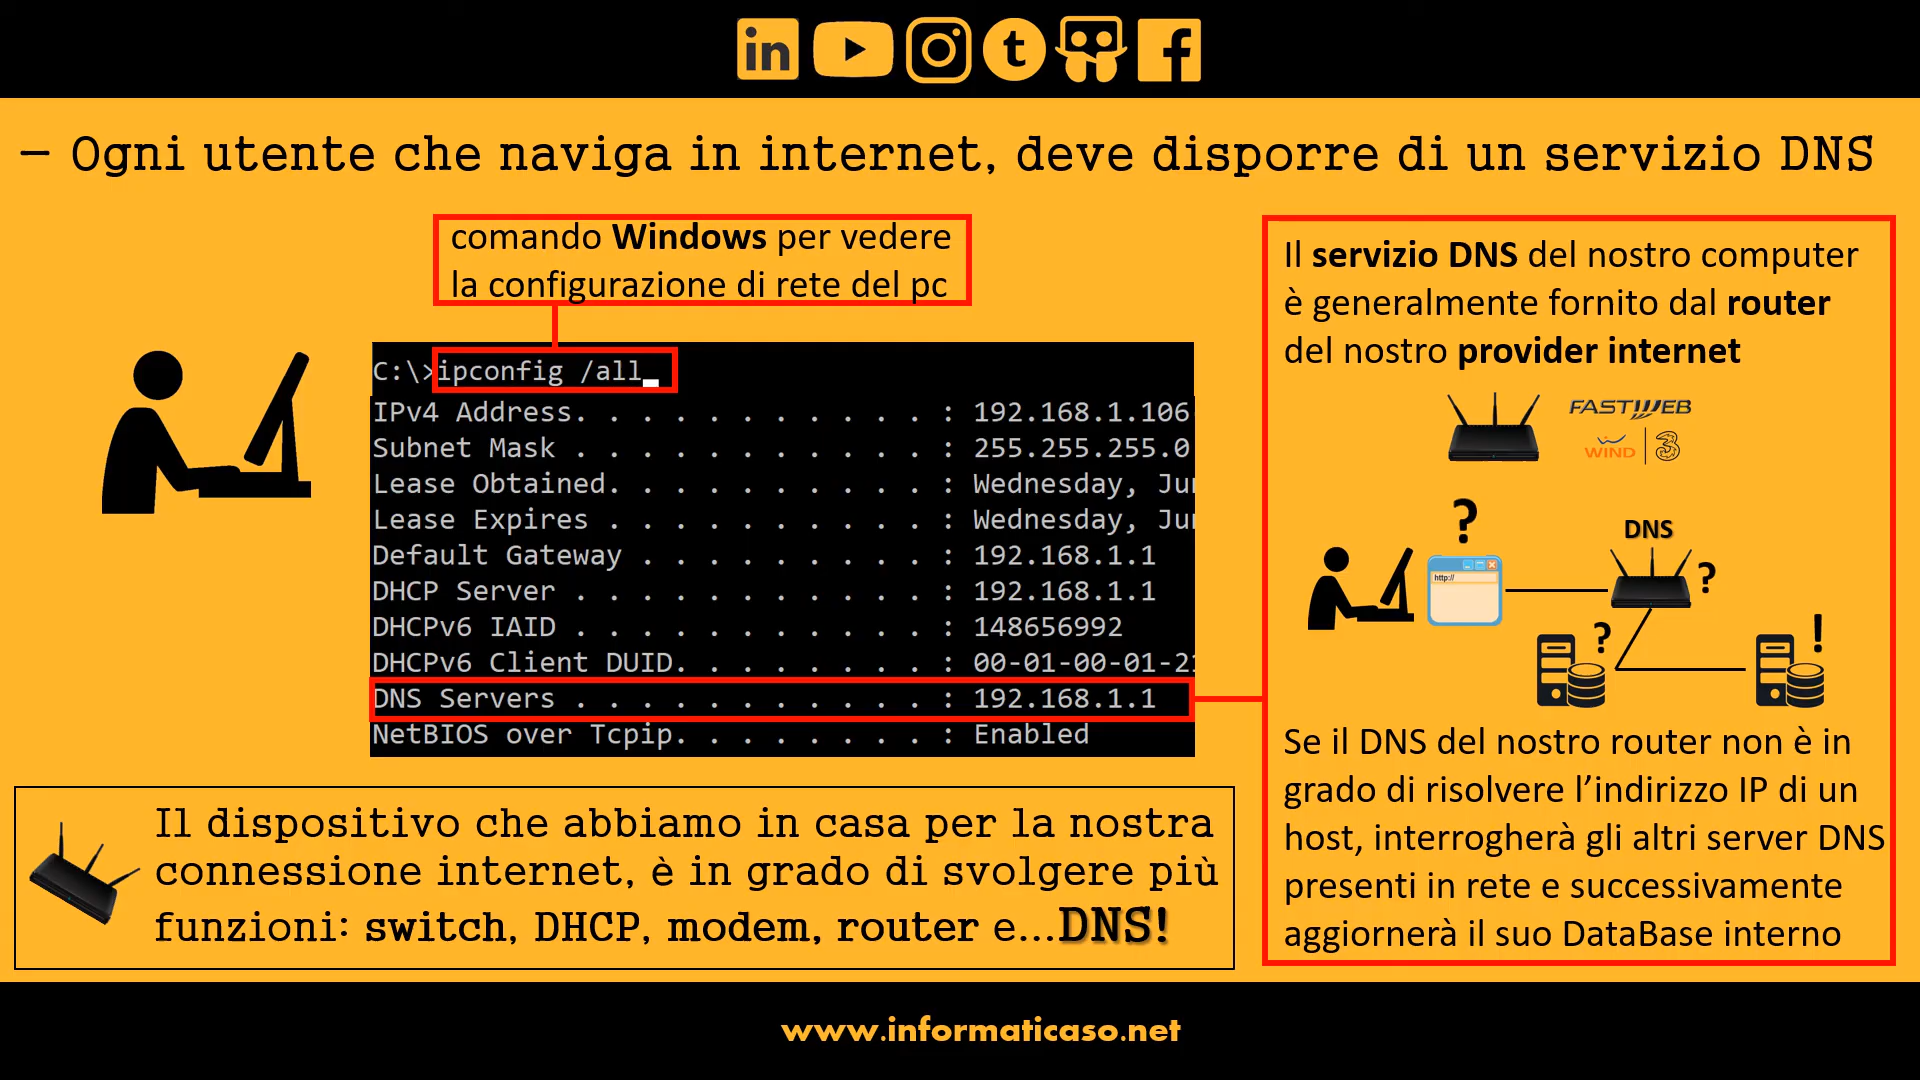 – Ogni utente che naviga in internet, deve disporre di un servizio DNS
comando Windows per vedere
la configurazione di rete del pc
C:\>ipconfig /all_
IPv4 Address. . . . . . . . . . . : 192.168.1.106
Subnet Mask . . . . . . . . . . . : 255.255.255.0
Lease Obtained. . . . . . . . . . : Wednesday, Jun
Lease Expires . . . . . . . . . . : Wednesday, Jun
Default Gateway . . . . . . . . . : 192.168.1.1
DHCP Server . . . . . . . . . . . : 192.168.1.1
DHCPv6 IAID . . . . . . . . . . . : 148656992
DHCPv6 Client DUID. . . . . . . . : 00-01-00-01-2
DNS Servers . . . . . . . . . . . : 192.168.1.1
NetBIOS over Tcpip. . . . . . . . : Enabled
Il dispositivo che abbiamo in casa per la nostra
connessione internet, è in grado di svolgere più
funzioni: switch, DHCP, modem, router e...DNS!
Il servizio DNS del nostro computer
è generalmente fornito dal router
del nostro provider internet
FASTWEB
WIND 3
?
DNS
http://
?
?
!
Se il DNS del nostro router non è in
grado di risolvere l'indirizzo IP di un
host, interrogherà gli altri server DNS
presenti in rete e successivamente
aggiornerà il suo DataBase interno
www.informaticaso.net